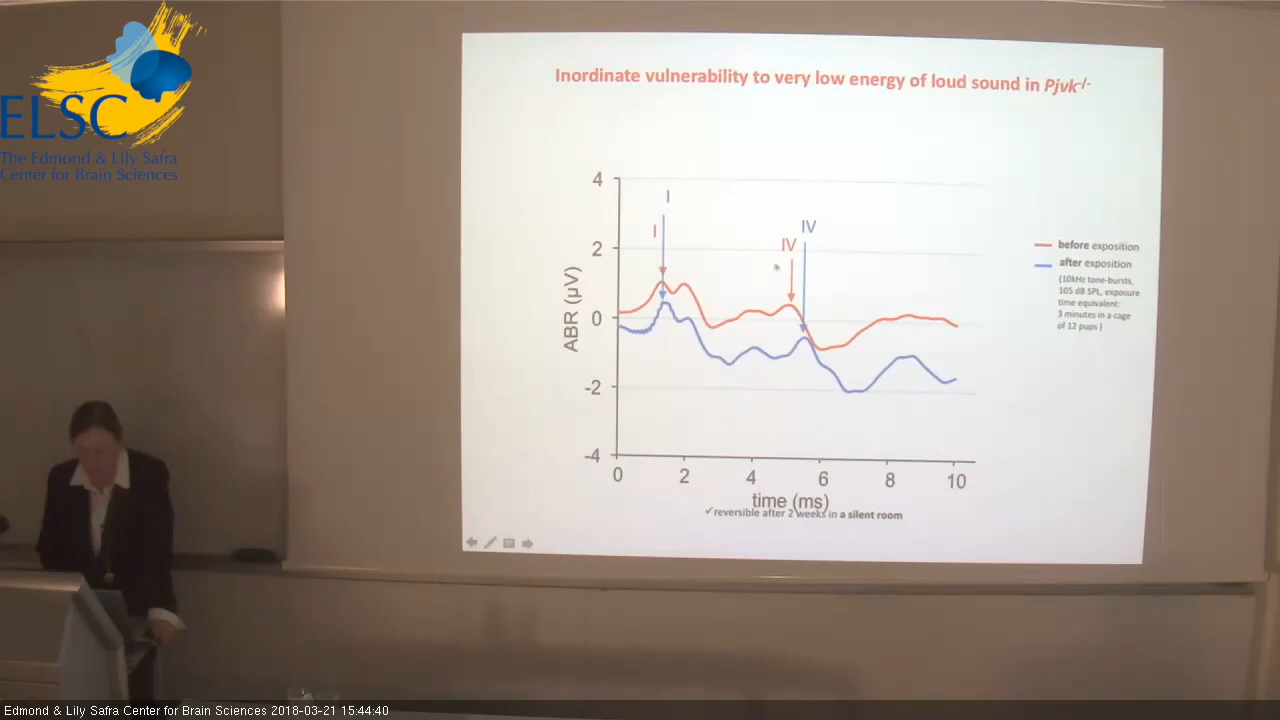 ELSC
The Edmond & Lily Safra
Center for Brain Sciences
Inordinate vulnerability to very low energy of loud sound in Pjvk-/-
4
2
0
-2
-4
ABR (µV)
I
I
IV
IV
0 2 4 6 8 10
time (ms)
✓reversible after 2 weeks in a silent room
before exposition
after exposition
(10kHz tone-bursts,
105 dB SPL, exposure
time equivalent:
3 minutes in a cage
of 12 pups )
Edmond & Lily Safra Center for Brain Sciences 2018-03-21 15:44:40